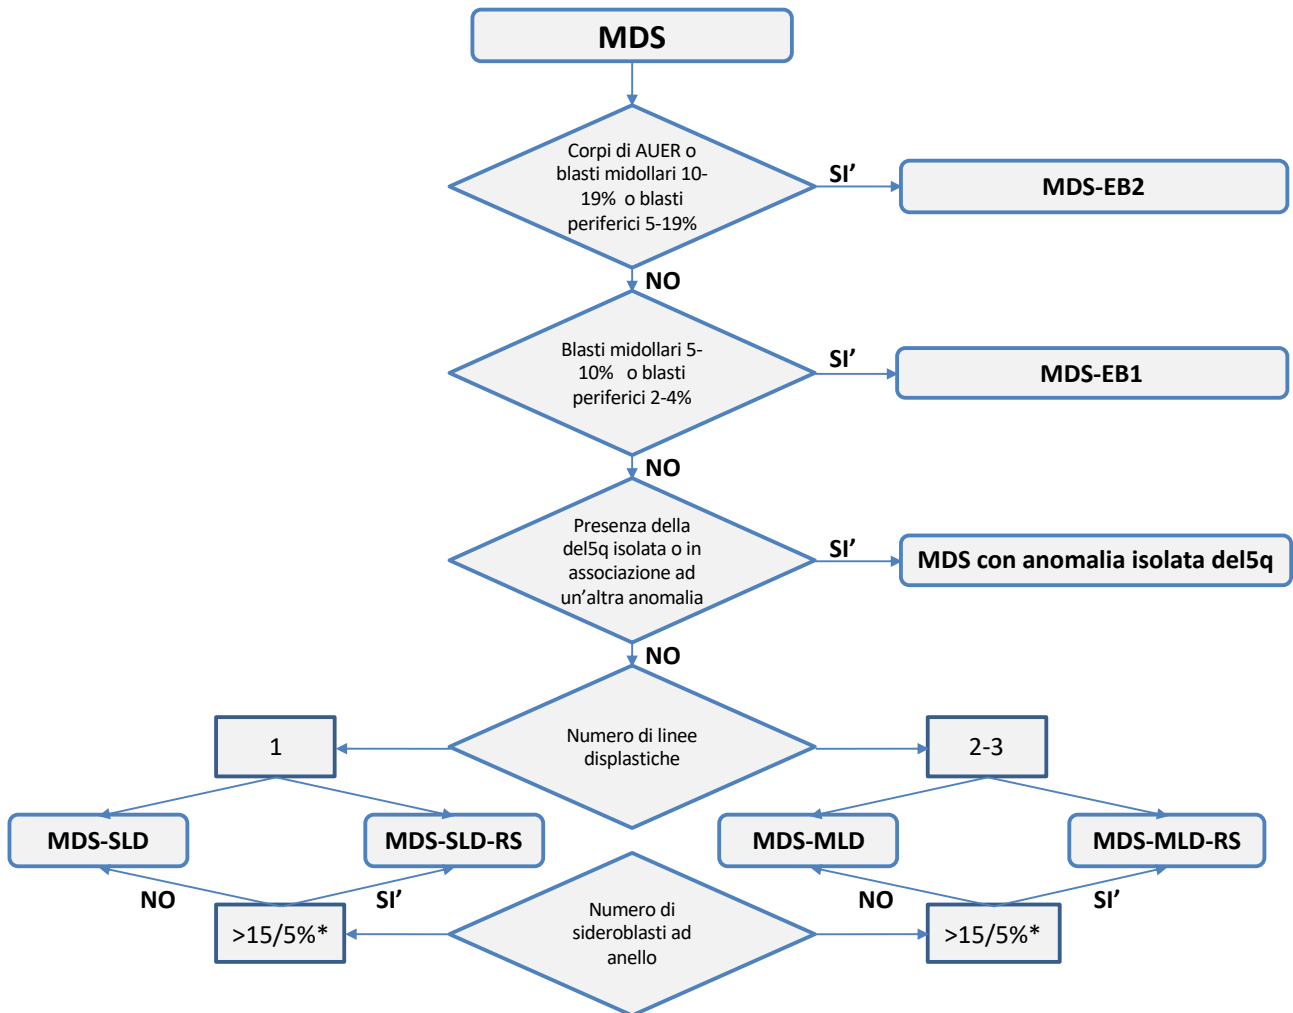 MDS
Corpi di AUER o
blasti midollari 10-
19% o blasti
periferici 5-19%
SI’
MDS-EB2
NO
Blasti midollari 5-
10% o blasti
periferici 2-4%
SI’
MDS-EB1
NO
Presenza della
del5q isolata o in
associazione ad
un’altra anomalia
SI’
MDS con anomalia isolata del5q
NO
Numero di linee
displastiche
1
2-3
MDS-SLD
MDS-SLD-RS
MDS-MLD
MDS-MLD-RS
NO
SI’
NO
SI’
>15/5%*
Numero di
sideroblasti ad
anello
>15/5%*